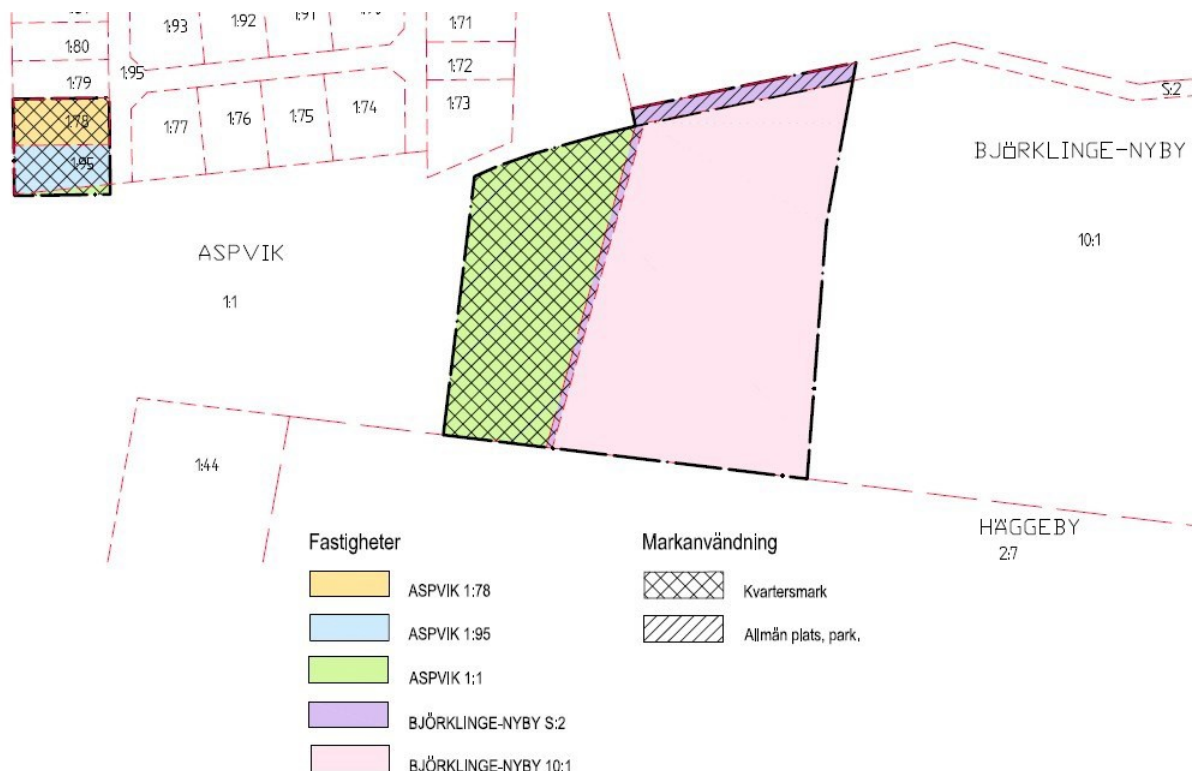 1:93
1:92
1:91
1:71
1:80
1:72
1:79
1:95
S:2
1:73
1:78
1:77
1:76
1:75
1:74
BJÖRKLINGE-NYBY
1:95
10:1
ASPVIK
1:1
1:44
HÄGGEBY
2:7
Fastigheter
Markanvändning
ASPVIK 1:78
Kvartersmark
ASPVIK 1:95
Allmän plats, park.
ASPVIK 1:1
BJÖRKLINGE-NYBY S:2
BJÖRKLINGE-NYBY 10:1